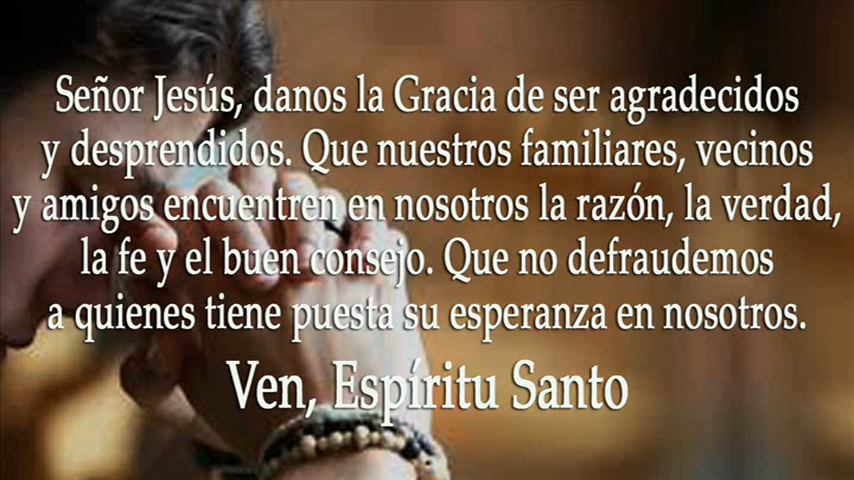 Señor Jesús, danos la Gracia de ser agradecidos
y desprendidos. Que nuestros familiares, vecinos
y amigos encuentren en nosotros la razón, la verdad,
la fe y el buen consejo. Que no defraudemos
a quienes tiene puesta su esperanza en nosotros.
Ven, Espíritu Santo